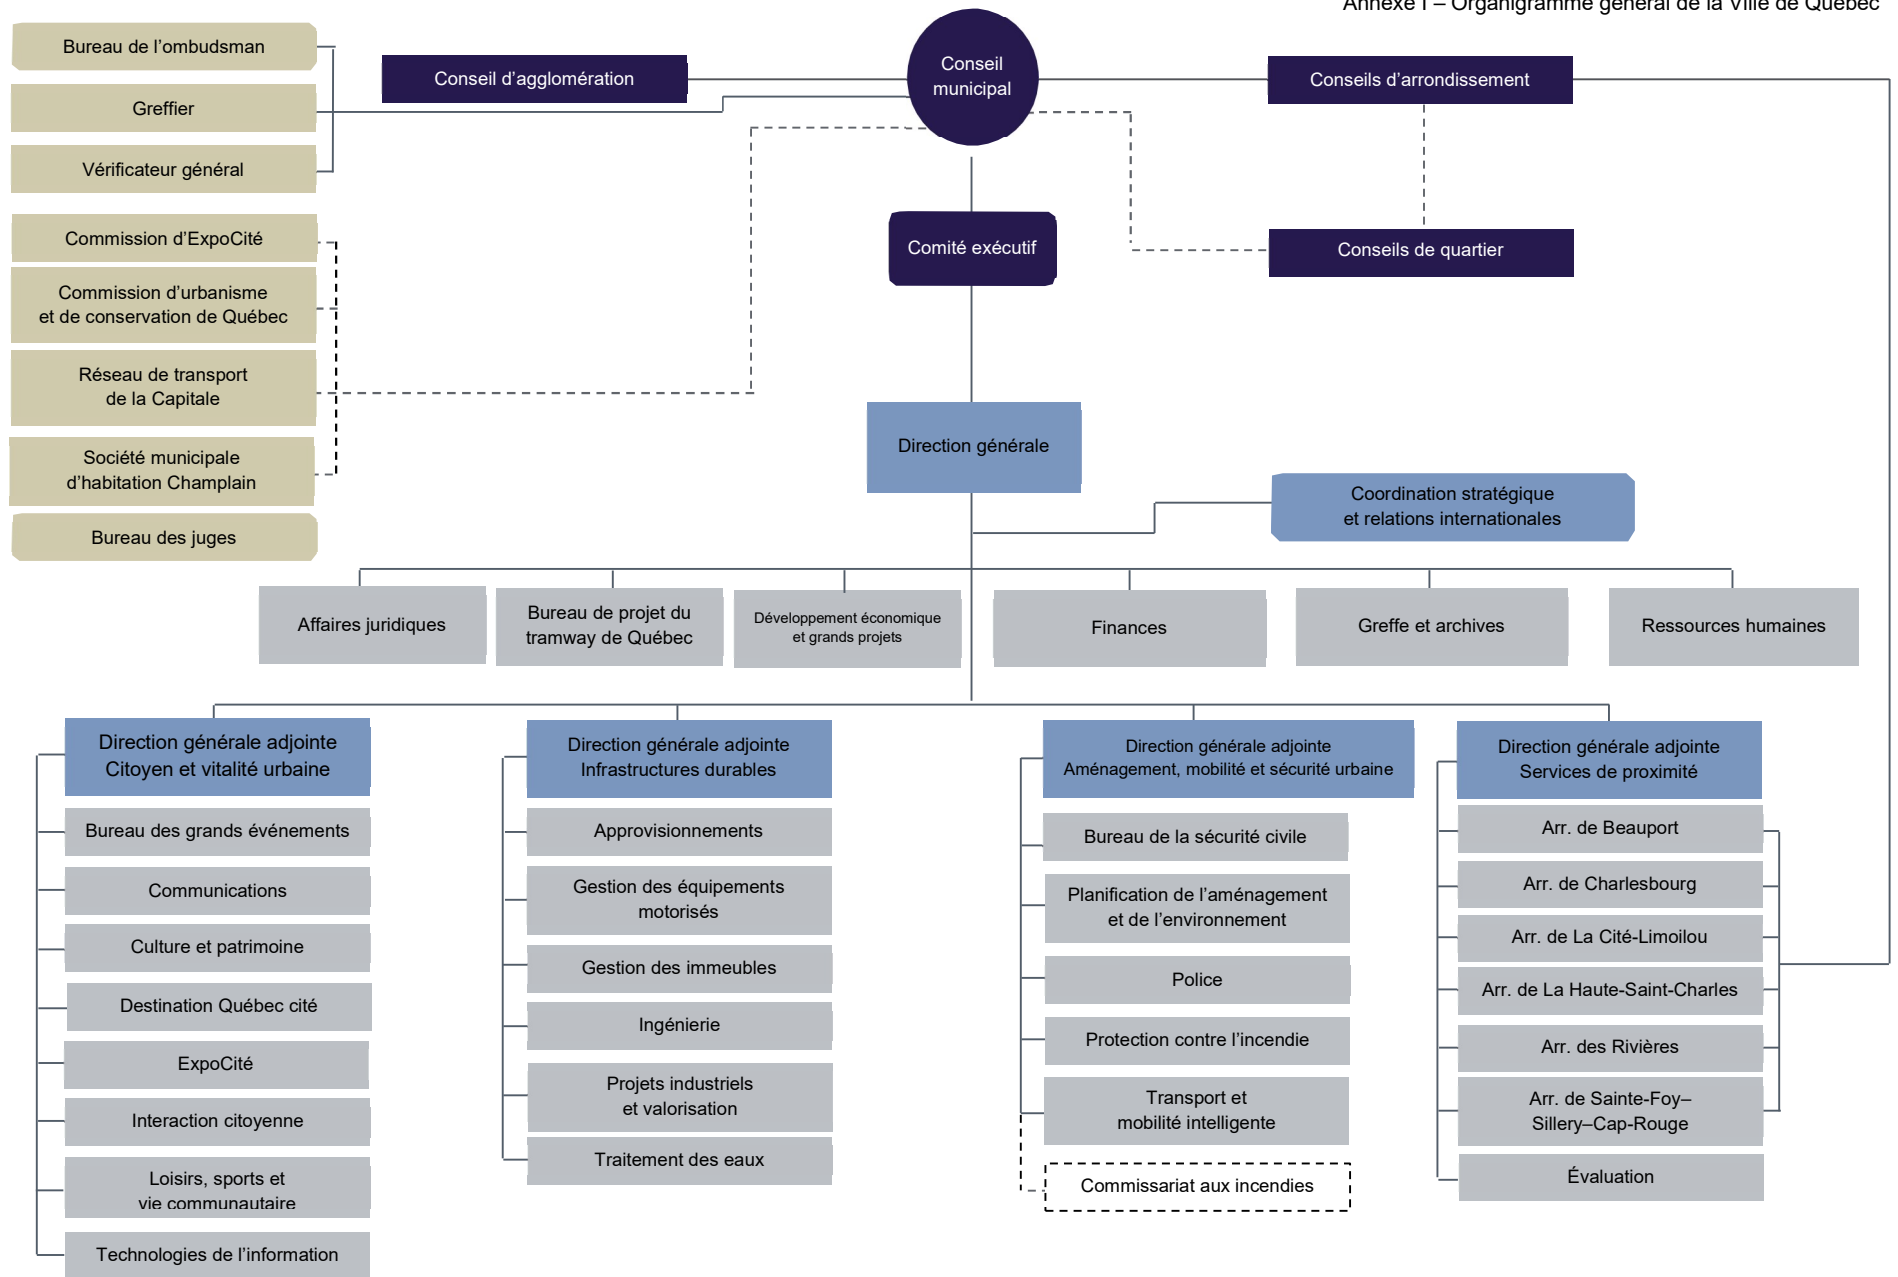 Annexe I – Organigramme général de la Ville de Québec
Bureau de l’ombudsman
Greffier
Vérificateur général
Commission d’ExpoCité
Commission d’urbanisme
et de conservation de Québec
Réseau de transport
de la Capitale
Société municipale
d’habitation Champlain
Bureau des juges
Conseil d’agglomération
Conseil
municipal
Conseils d’arrondissement
Comité exécutif
Conseils de quartier
Direction générale
Coordination stratégique
et relations internationales
Affaires juridiques
Bureau de projet du
tramway de Québec
Développement économique
et grands projets
Finances
Greffe et archives
Ressources humaines
Direction générale adjointe
Citoyen et vitalité urbaine
Bureau des grands événements
Communications
Culture et patrimoine
Destination Québec cité
ExpoCité
Interaction citoyenne
Loisirs, sports et
vie communautaire
Technologies de l’information
Direction générale adjointe
Infrastructures durables
Approvisionnements
Gestion des équipements
motorisés
Gestion des immeubles
Ingénierie
Projets industriels
et valorisation
Traitement des eaux
Direction générale adjointe
Aménagement, mobilité et sécurité urbaine
Bureau de la sécurité civile
Planification de l’aménagement
et de l’environnement
Police
Protection contre l’incendie
Transport et
mobilité intelligente
Commissariat aux incendies
Direction générale adjointe
Services de proximité
Arr. de Beauport
Arr. de Charlesbourg
Arr. de La Cité-Limoilou
Arr. de La Haute-Saint-Charles
Arr. des Rivières
Arr. de Sainte-Foy–
Sillery–Cap-Rouge
Évaluation